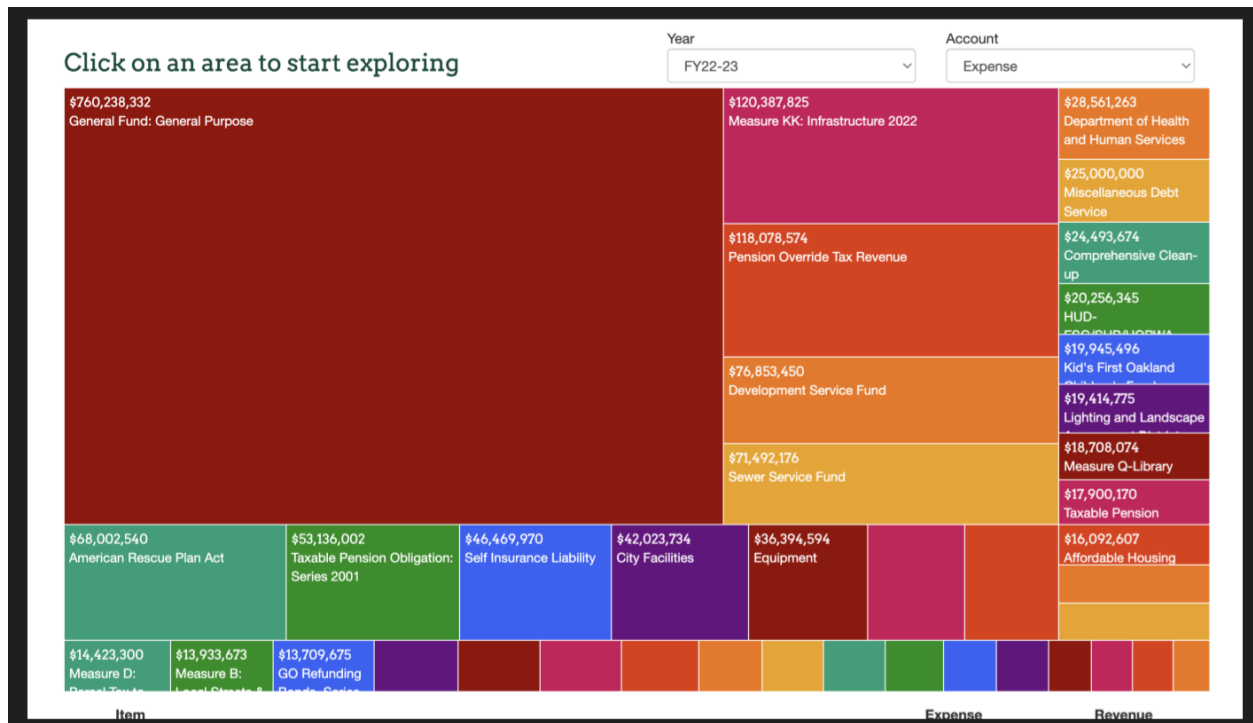 Year
Account
Click on an area to start exploring
FY22-23
Expense
$760,238,332
General Fund: General Purpose
$120,387,825
Measure KK: Infrastructure 2022
$28,561,263
Department of Health
and Human Services
$25,000,000
Miscellaneous Debt
Service
$118,078,574
Pension Override Tax Revenue
$24,493,674
Comprehensive Clean-
up
$20,256,345
HUD-
$19,945,496
Kid's First Oakland
$76,853,450
Development Service Fund
$19,414,775
Lighting and Landscape
$71,492,176
Sewer Service Fund
$18,708,074
Measure Q-Library
$17,900,170
Taxable Pension
$68,002,540
American Rescue Plan Act
$53,136,002
Taxable Pension Obligation:
Series 2001
$46,469,970
Self Insurance Liability
$42,023,734
City Facilities
$36,394,594
Equipment
$16,092,607
Affordable Housing
$14,423,300
Measure D:
$13,933,673
Measure B:
$13,709,675
GO Refunding
Item
Expense
Revenue